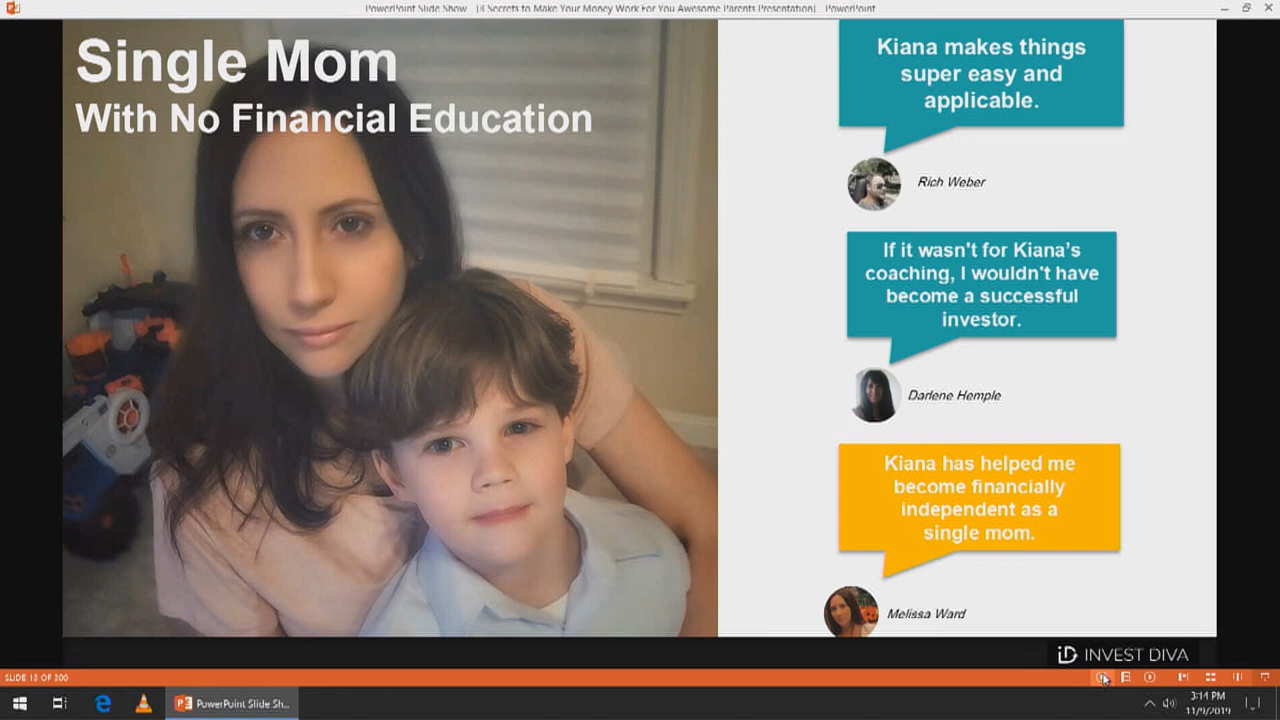 PowerPoint Slide Show - [3 Secrets to Make Your Money Work For You Awesome Parents Presentation] - PowerPoint
Single Mom
With No Financial Education
Kiana makes things
super easy and
applicable.
Rich Weber
If it wasn't for Kiana's
coaching, I wouldn't have
become a successful
investor.
Darlene Hemple
Kiana has helped me
become financially
independent as a
single mom.
Melissa Ward
iD INVEST DIVA
SLIDE 13 OF 300
PowerPoint Slide Sh...
3:14 PM
11/9/2019